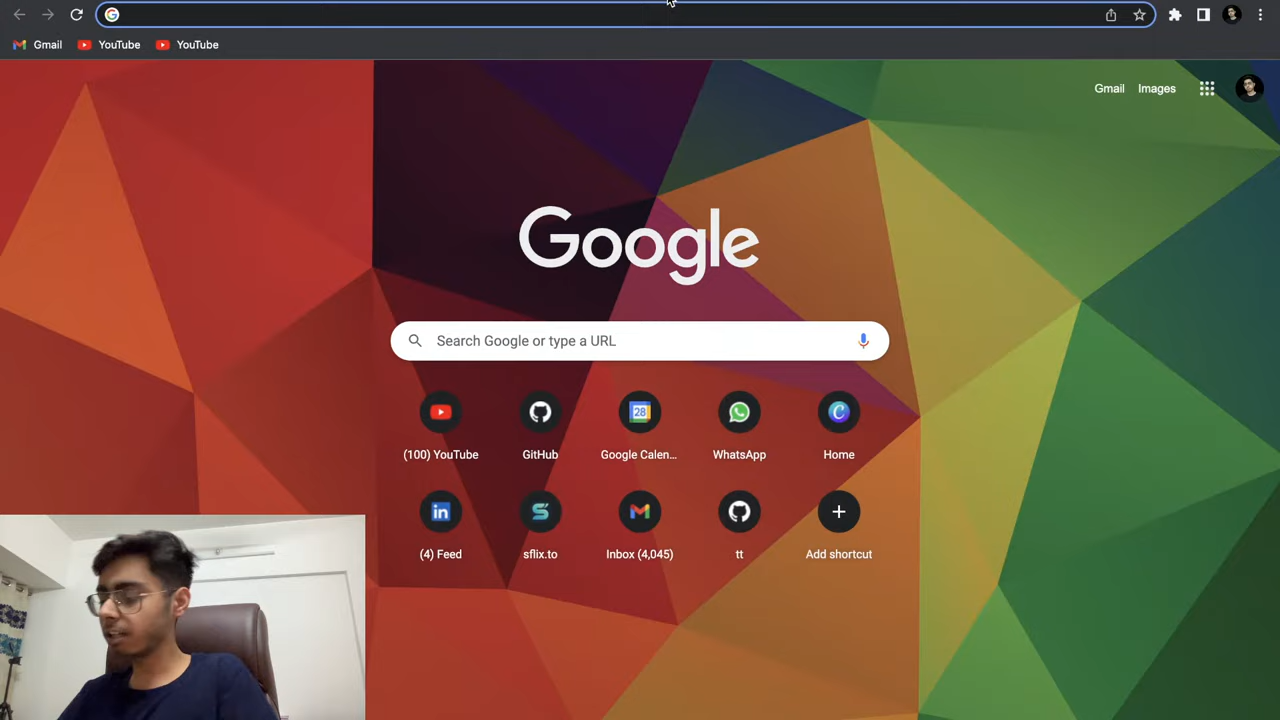 Gmail YouTube YouTube
Gmail Images
Google
Search Google or type a URL
(100) YouTube GitHub Google Calen... WhatsApp Home
28
(4) Feed sflix.to Inbox (4,045) tt Add shortcut